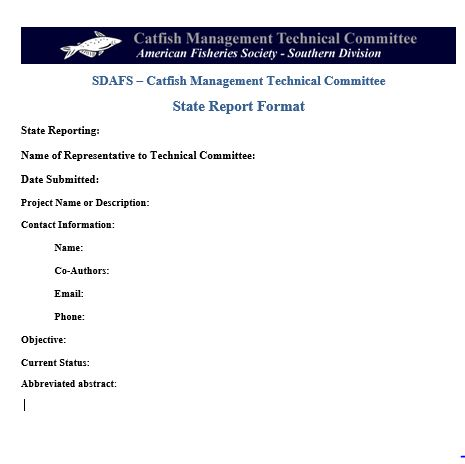 Catfish Management Technical Committee
American Fisheries Society - Southern Division
SDAFS – Catfish Management Technical Committee
State Report Format
State Reporting:
Name of Representative to Technical Committee:
Date Submitted:
Project Name or Description:
Contact Information:
Name:
Co-Authors:
Email:
Phone:
Objective:
Current Status:
Abbreviated abstract: